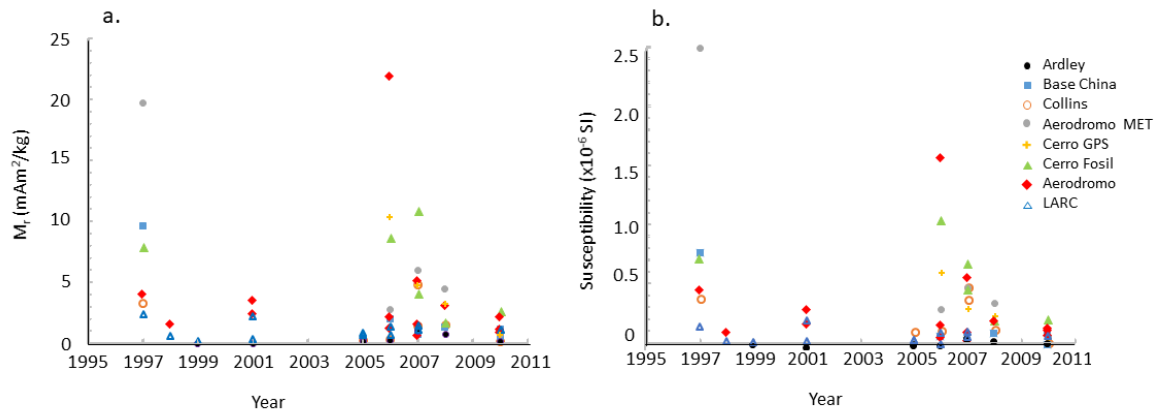 a.
25
20
15
10
5
0
Mr (mAm²/kg)
1995 1997 1999 2001 2003 2005 2007 2009 2011
Year
b.
2.5
2.0
1.5
1.0
0.5
0
Susceptibility (x10⁻⁶ SI)
1995 1997 1999 2001 2003 2005 2007 2009 2011
Year
Ardley
Base China
Collins
Aerodromo MET
Cerro GPS
Cerro Fosil
Aerodromo
LARC